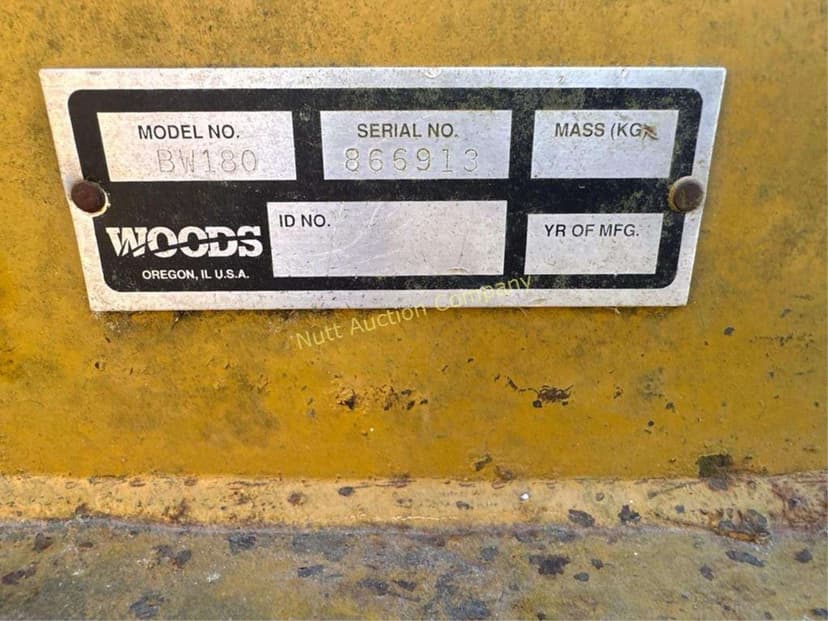 MODEL NO. SERIAL NO. MASS (KG)
BW180 866913
ID NO. YR OF MFG.
WOODS
OREGON, IL U.S.A.
Nutt Auction Company